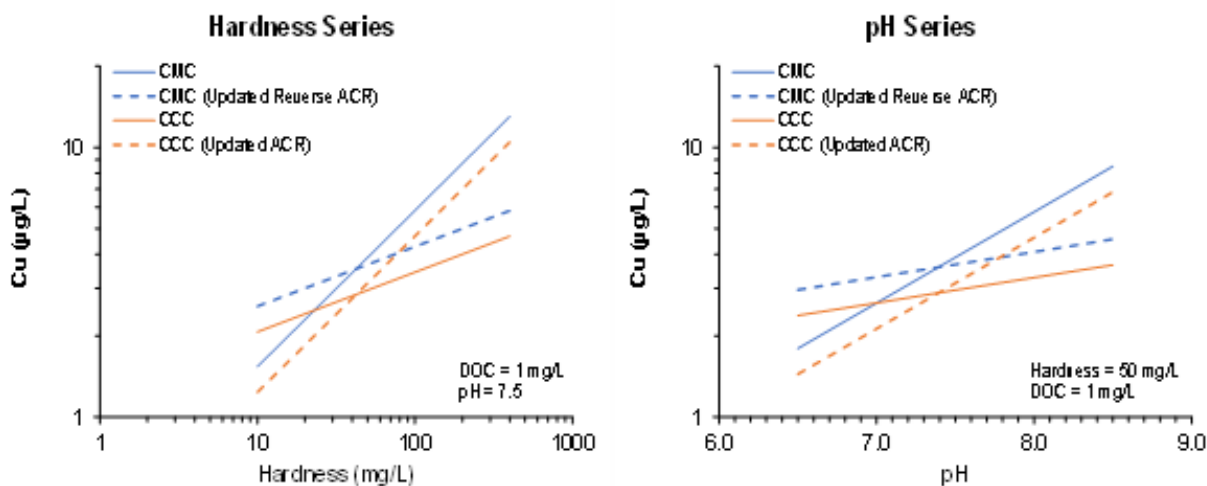 Hardness Series
CMC
CMC (Updated Reverse ACR)
CCC
CCC (Updated ACR)
10
1
Cu (µg/L)
DOC = 1 mg/L
pH = 7.5
1
10
100
1000
Hardness (mg/L)
pH Series
CMC
CMC (Updated Reverse ACR)
CCC
CCC (Updated ACR)
10
1
Cu (µg/L)
Hardness = 50 mg/L
DOC = 1 mg/L
6.0
7.0
8.0
9.0
pH